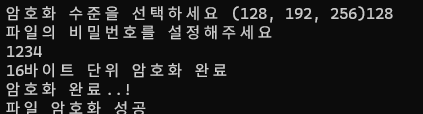 암호화 수준을 선택하세요 (128, 192, 256)128
파일의 비밀번호를 설정해주세요
1234
16바이트 단위 암호화 완료
암호화 완료..!
파일 암호화 성공